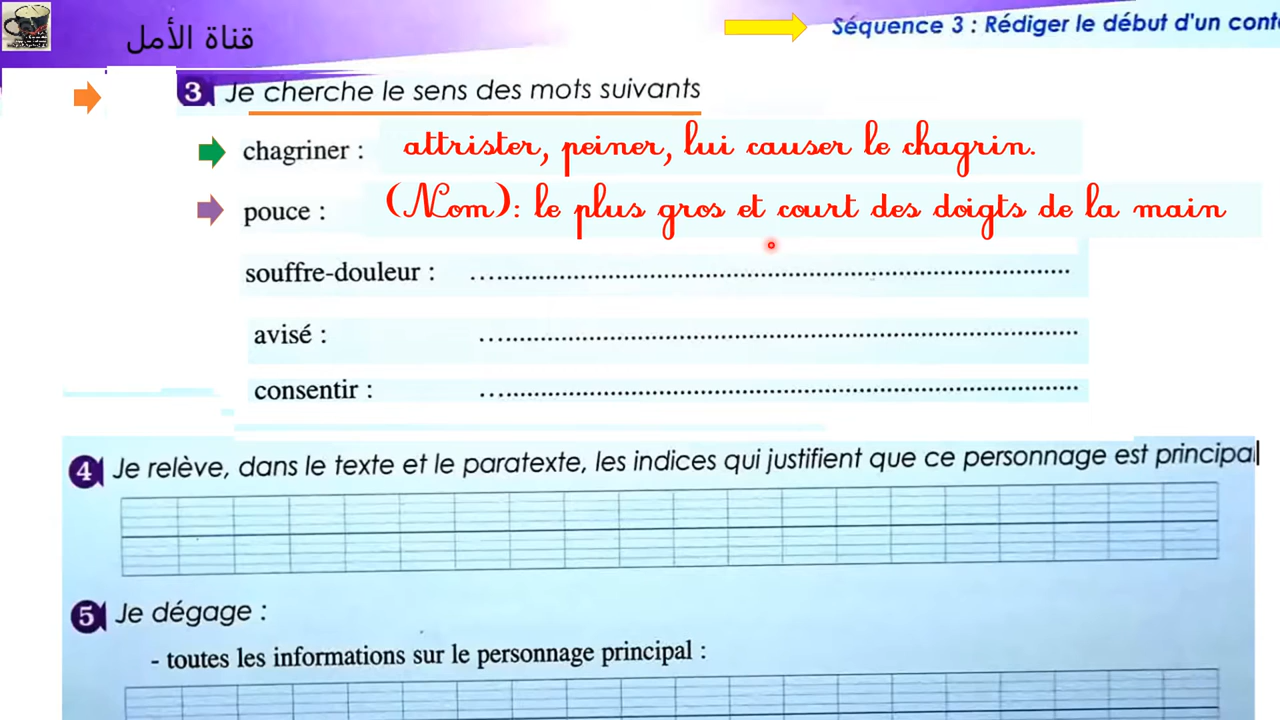 قناة الأمل
Séquence 3 : Rédiger le début d'un cont
3 Je cherche le sens des mots suivants
chagriner : attrister, peiner, lui causer le chagrin.
pouce : (Nom): le plus gros et court des doigts de la main
souffre-douleur : ........................................................................
avisé : ........................................................................
consentir : ........................................................................
4 Je relève, dans le texte et le paratexte, les indices qui justifient que ce personnage est principal
5 Je dégage :
- toutes les informations sur le personnage principal :